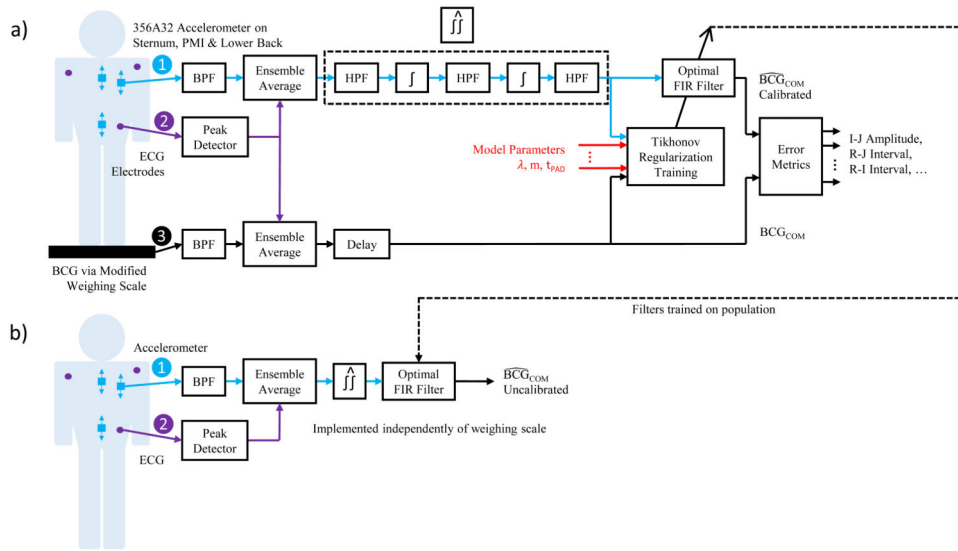 a)
356A32 Accelerometer on
Sternum, PMI & Lower Back
1
BPF
Ensemble
Average
∫∫^
HPF
∫
HPF
∫
HPF
Optimal
FIR Filter
B̂CG_COM
Calibrated
2
Peak
Detector
ECG
Electrodes
Model Parameters
λ, m, t_PAD
⋮
Tikhonov
Regularization
Training
Error
Metrics
I-J Amplitude,
R-J Interval,
⋮
R-I Interval, …
3
BPF
Ensemble
Average
Delay
BCG_COM
BCG via Modified
Weighing Scale
Filters trained on population
b)
Accelerometer
1
BPF
Ensemble
Average
∫∫^
Optimal
FIR Filter
B̂CG_COM
Uncalibrated
2
Peak
Detector
ECG
Implemented independently of weighing scale